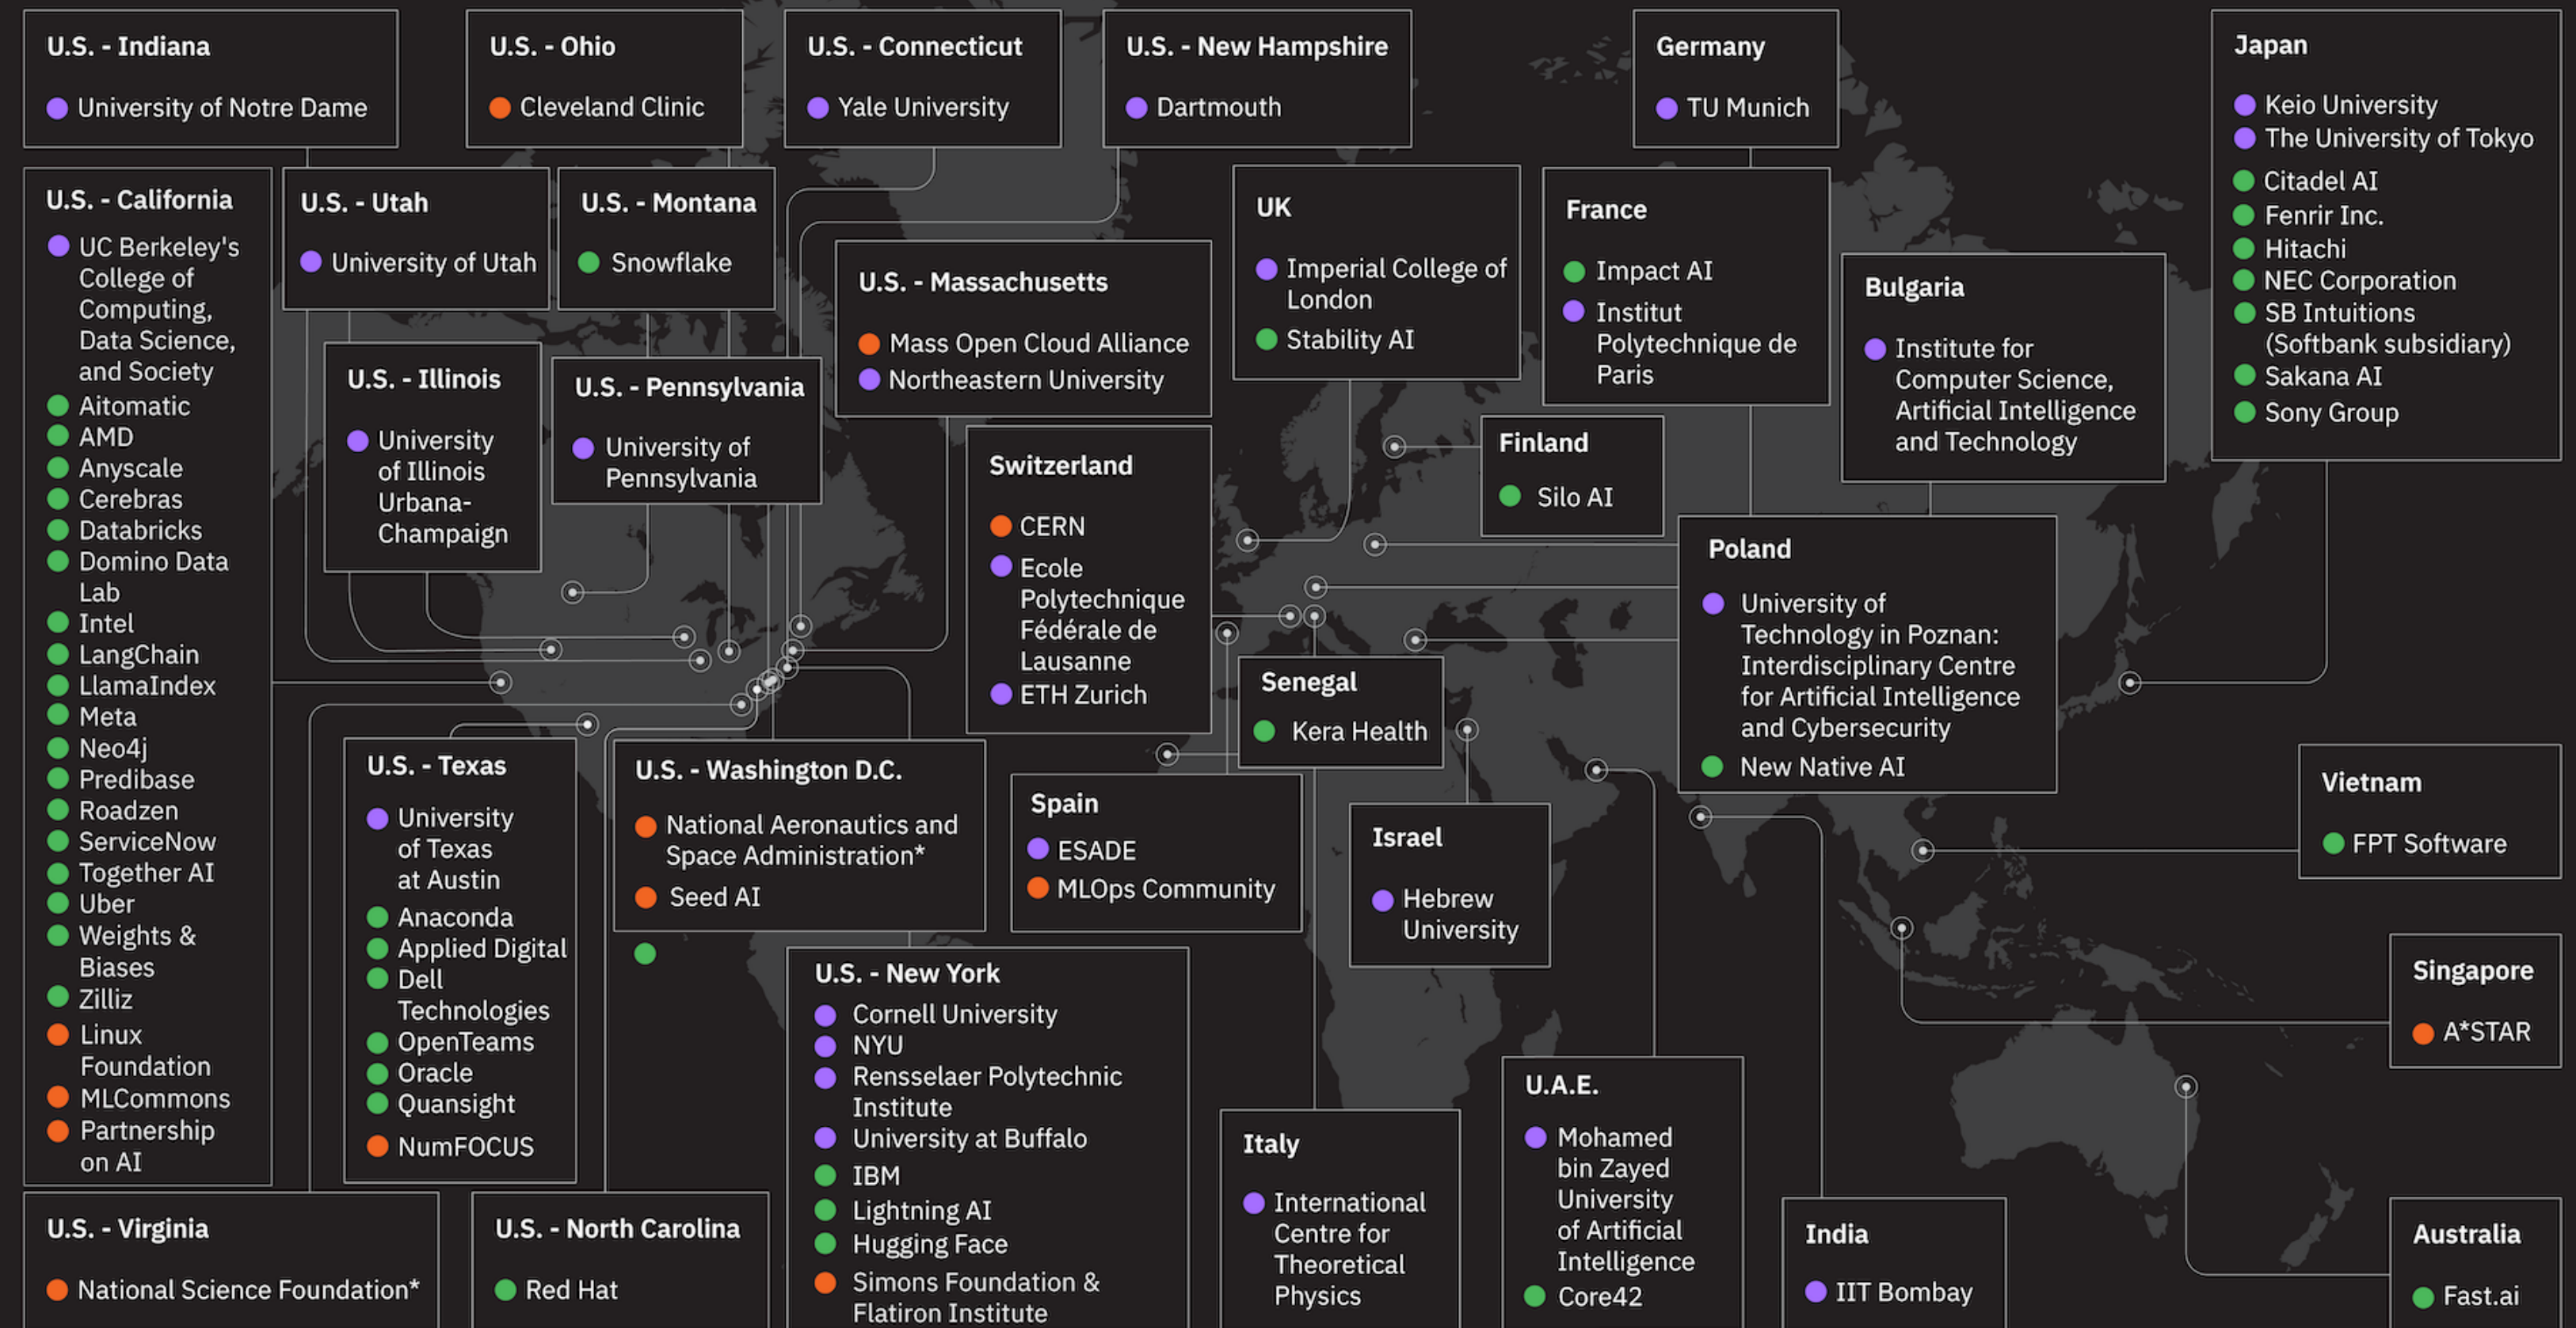 U.S. - Indiana
University of Notre Dame
U.S. - Ohio
Cleveland Clinic
U.S. - Connecticut
Yale University
U.S. - New Hampshire
Dartmouth
Germany
TU Munich
Japan
Keio University
The University of Tokyo
Citadel AI
Fenrir Inc.
Hitachi
NEC Corporation
SB Intuitions
(Softbank subsidiary)
Sakana AI
Sony Group
U.S. - California
UC Berkeley's
College of
Computing,
Data Science,
and Society
Aitomatic
AMD
Anyscale
Cerebras
Databricks
Domino Data
Lab
Intel
LangChain
LlamaIndex
Meta
Neo4j
Predibase
Roadzen
ServiceNow
Together AI
Uber
Weights &
Biases
Zilliz
Linux
Foundation
MLCommons
Partnership
on AI
U.S. - Utah
University of Utah
U.S. - Montana
Snowflake
U.S. - Massachusetts
Mass Open Cloud Alliance
Northeastern University
UK
Imperial College of
London
Stability AI
France
Impact AI
Institut
Polytechnique de
Paris
Bulgaria
Institute for
Computer Science,
Artificial Intelligence
and Technology
U.S. - Illinois
University
of Illinois
Urbana-
Champaign
U.S. - Pennsylvania
University of
Pennsylvania
Switzerland
CERN
Ecole
Polytechnique
Fédérale de
Lausanne
ETH Zurich
Finland
Silo AI
Poland
University of
Technology in Poznan:
Interdisciplinary Centre
for Artificial Intelligence
and Cybersecurity
New Native AI
Senegal
Kera Health
U.S. - Texas
University
of Texas
at Austin
Anaconda
Applied Digital
Dell
Technologies
OpenTeams
Oracle
Quansight
NumFOCUS
U.S. - Washington D.C.
National Aeronautics and
Space Administration*
Seed AI
Spain
ESADE
MLOps Community
Israel
Hebrew
University
Vietnam
FPT Software
Singapore
A*STAR
U.S. - New York
Cornell University
NYU
Rensselaer Polytechnic
Institute
University at Buffalo
IBM
Lightning AI
Hugging Face
Simons Foundation &
Flatiron Institute
Italy
International
Centre for
Theoretical
Physics
U.A.E.
Mohamed
bin Zayed
University
of Artificial
Intelligence
Core42
U.S. - Virginia
National Science Foundation*
U.S. - North Carolina
Red Hat
India
IIT Bombay
Australia
Fast.ai